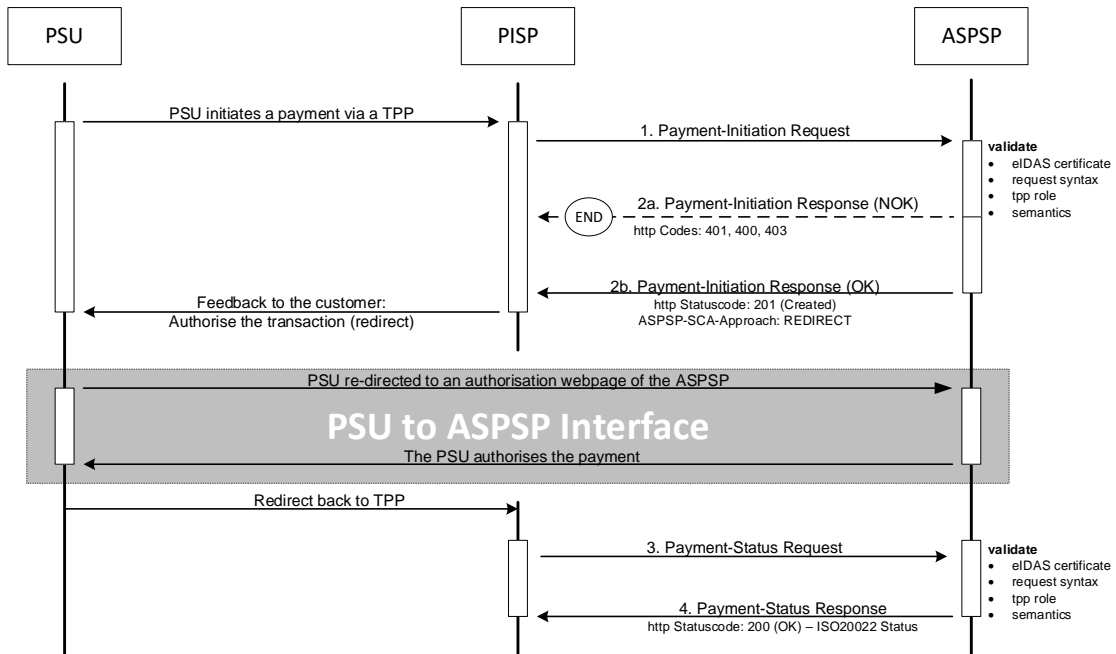 PSU
PISP
ASPSP
PSU initiates a payment via a TPP
1. Payment-Initiation Request
validate
• eIDAS certificate
• request syntax
• tpp role
• semantics
2a. Payment-Initiation Response (NOK)
END
http Codes: 401, 400, 403
2b. Payment-Initiation Response (OK)
http Statuscode: 201 (Created)
ASPSP-SCA-Approach: REDIRECT
Feedback to the customer:
Authorise the transaction (redirect)
PSU re-directed to an authorisation webpage of the ASPSP
PSU to ASPSP Interface
The PSU authorises the payment
Redirect back to TPP
3. Payment-Status Request
validate
• eIDAS certificate
• request syntax
• tpp role
• semantics
4. Payment-Status Response
http Statuscode: 200 (OK) – ISO20022 Status